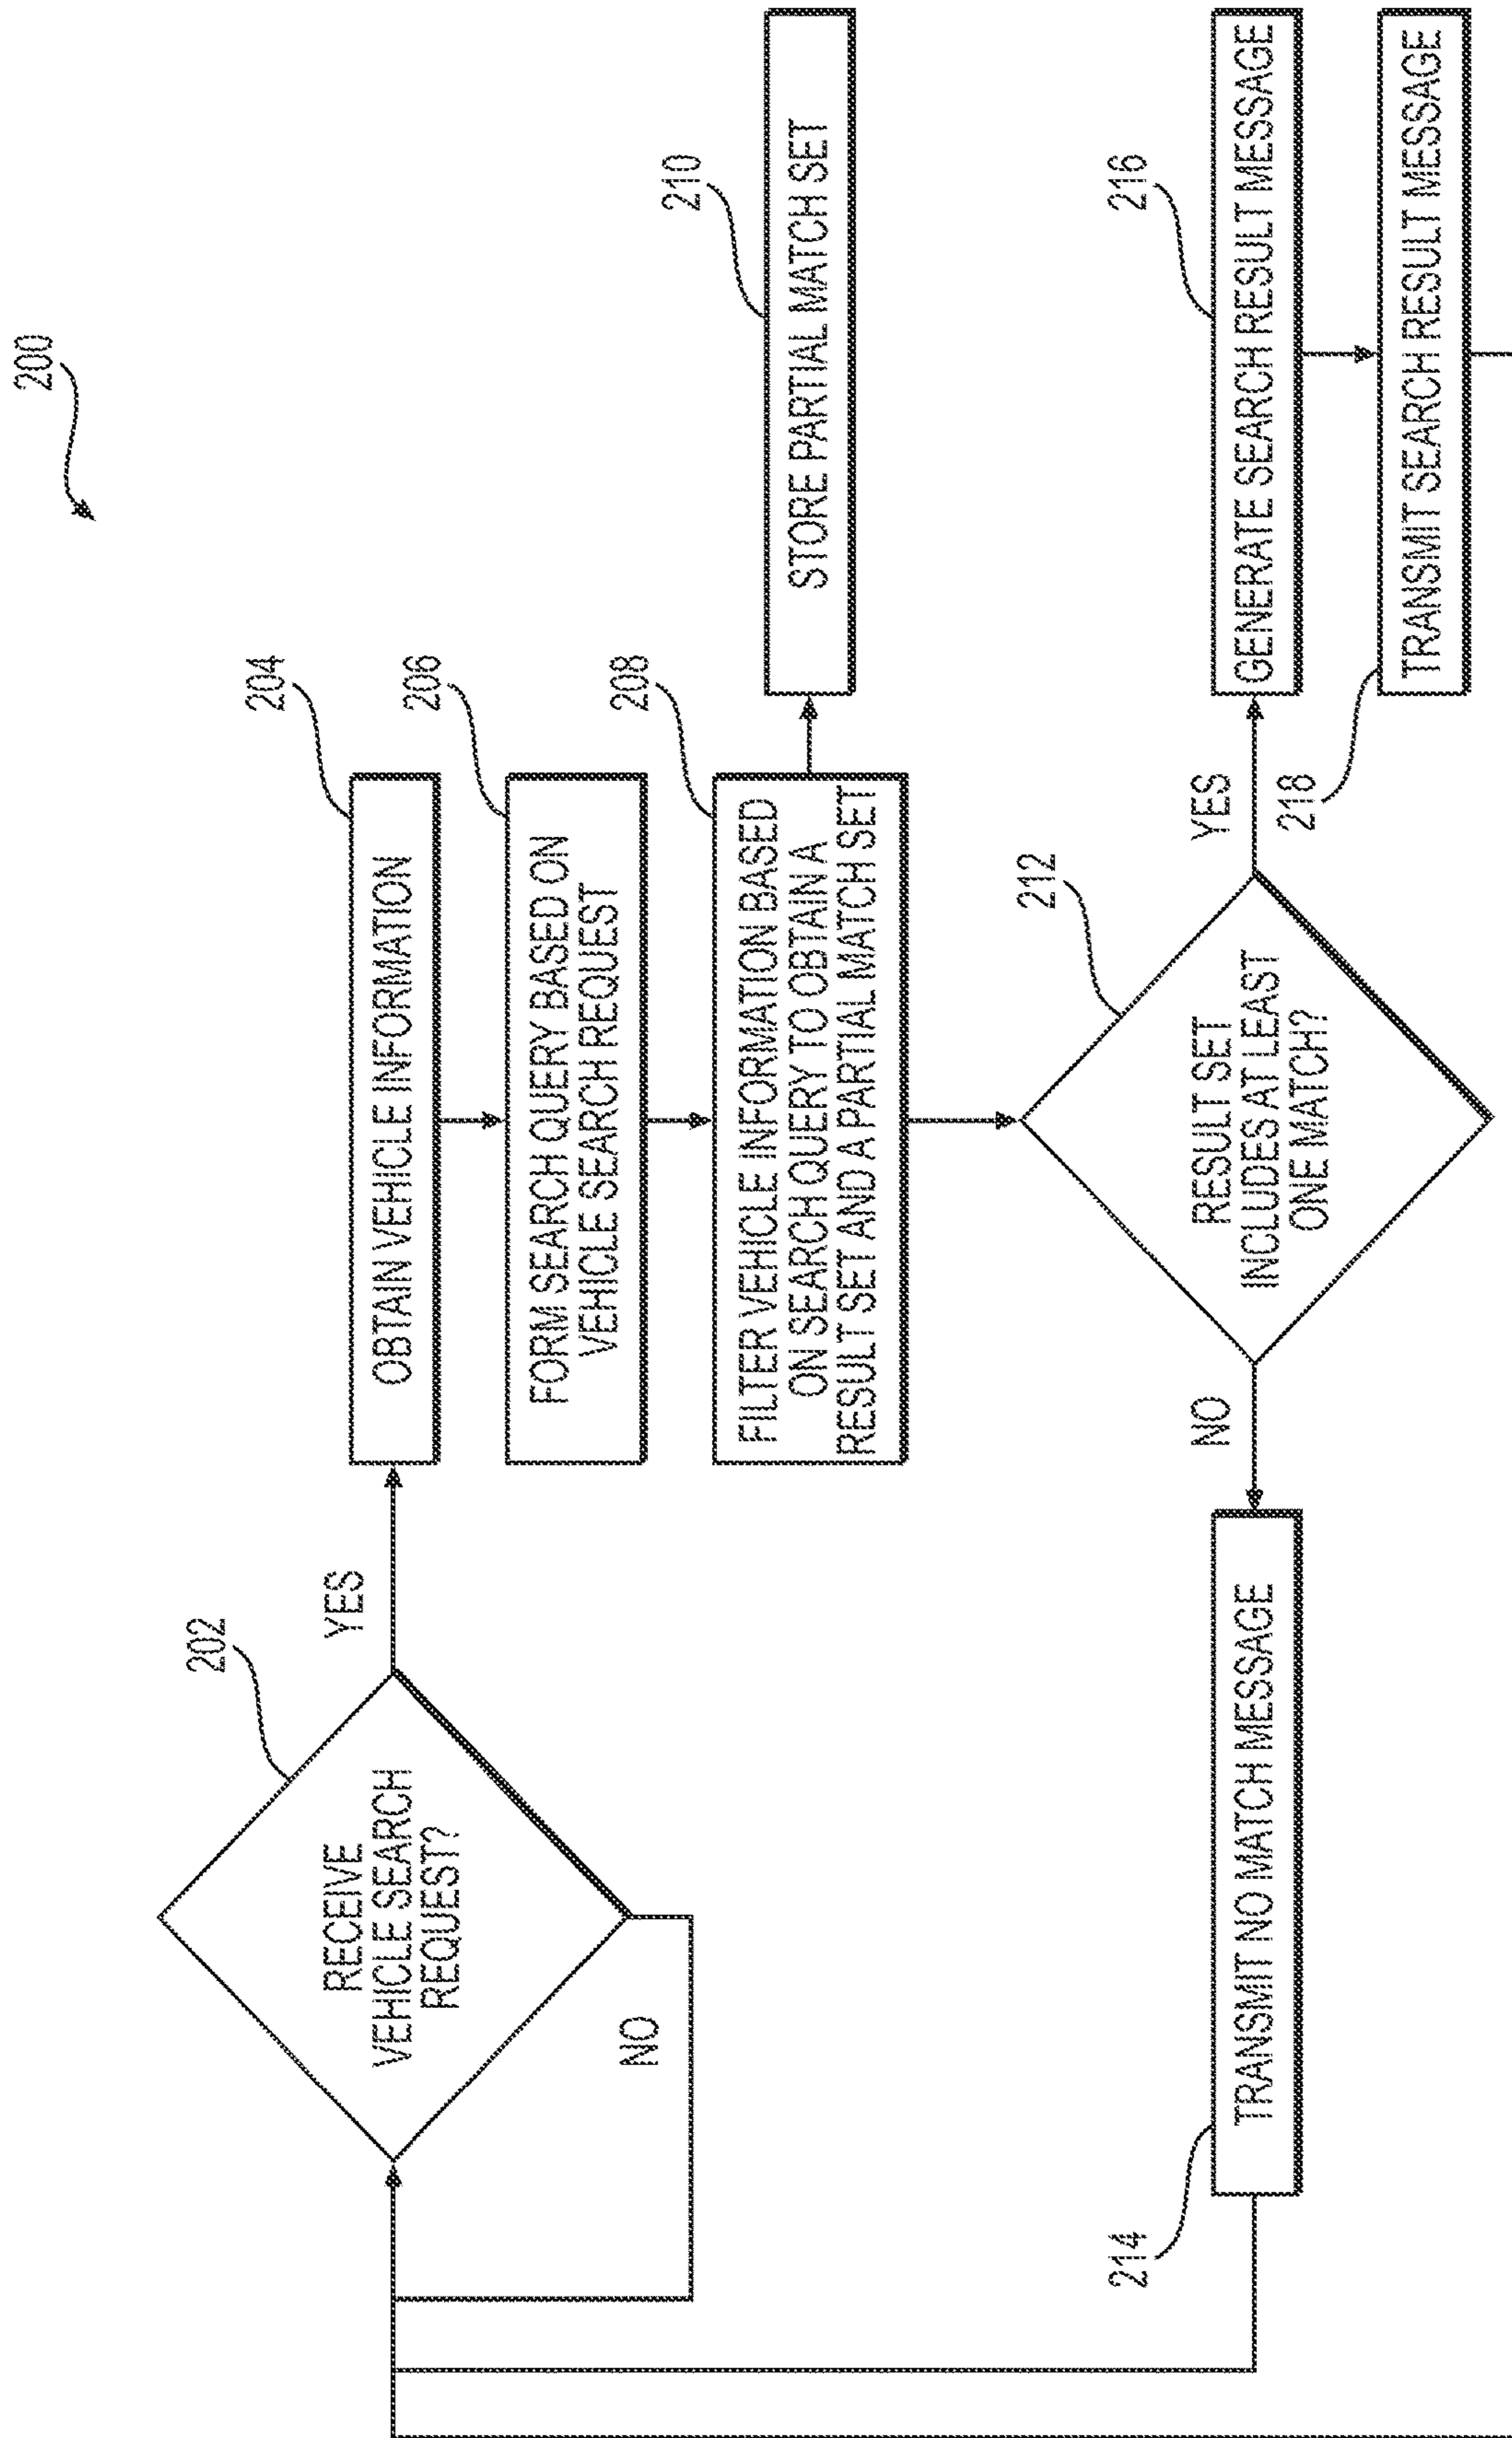 200
202
RECEIVE
VEHICLE SEARCH
REQUEST?
YES
NO
204
OBTAIN VEHICLE INFORMATION
206
FORM SEARCH QUERY BASED ON
VEHICLE SEARCH REQUEST
208
FILTER VEHICLE INFORMATION BASED
ON SEARCH QUERY TO OBTAIN A
RESULT SET AND A PARTIAL MATCH SET
210
STORE PARTIAL MATCH SET
212
RESULT SET
INCLUDES AT LEAST
ONE MATCH?
NO
YES
214
TRANSMIT NO MATCH MESSAGE
216
GENERATE SEARCH RESULT MESSAGE
218
TRANSMIT SEARCH RESULT MESSAGE